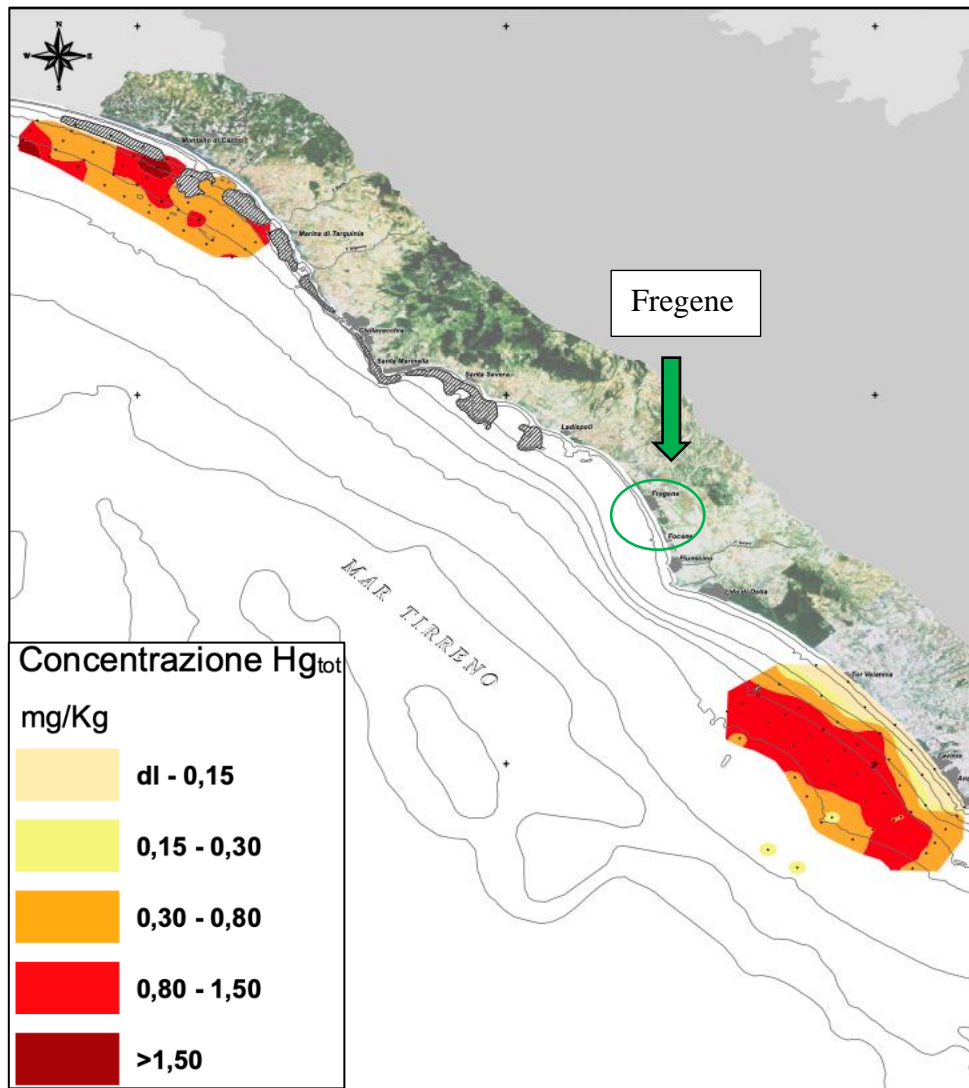 N
W E
S
Montalto di Castro
Marina di Tarquinia
Fregene
Civitavecchia
Santa Marinella
Santa Severa
Ladispoli
Fregene
Focene
Fiumicino
Lido di Ostia
MAR TIRRENO
Tor Vaianica
Lavinio
Concentrazione Hgtot
mg/Kg
dl - 0,15
0,15 - 0,30
0,30 - 0,80
0,80 - 1,50
>1,50